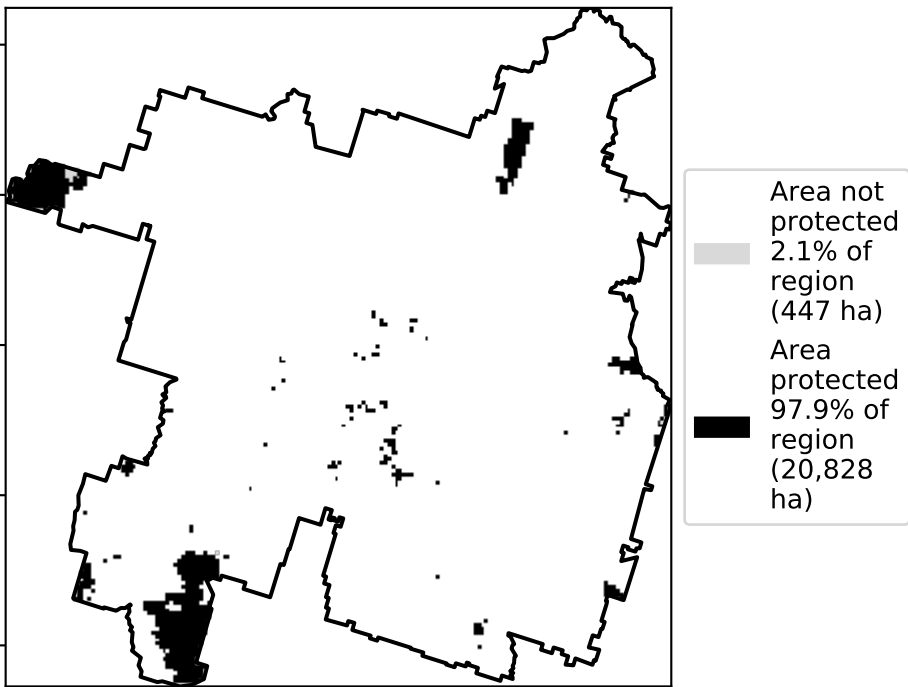 Area not
protected
2.1% of
region
(447 ha)
Area
protected
97.9% of
region
(20,828
ha)